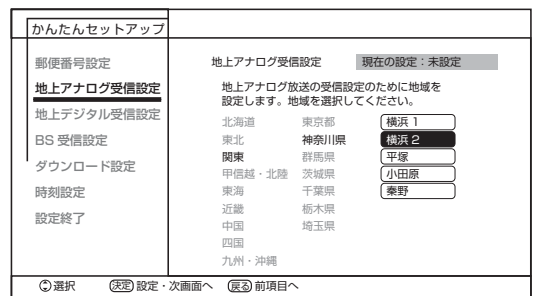 かんたんセットアップ
郵便番号設定
地上アナログ受信設定
地上デジタル受信設定
BS 受信設定
ダウンロード設定
時刻設定
設定終了
地上アナログ受信設定 現在の設定：未設定
地上アナログ放送の受信設定のために地域を
設定します。地域を選択してください。
北海道 東京都 横浜 1
東北 神奈川県 横浜 2
関東 群馬県 平塚
甲信越・北陸 茨城県 小田原
東海 千葉県 秦野
近畿 栃木県
中国 埼玉県
四国
九州・沖縄
選択 決定 設定・次画面へ 戻る 前項目へ